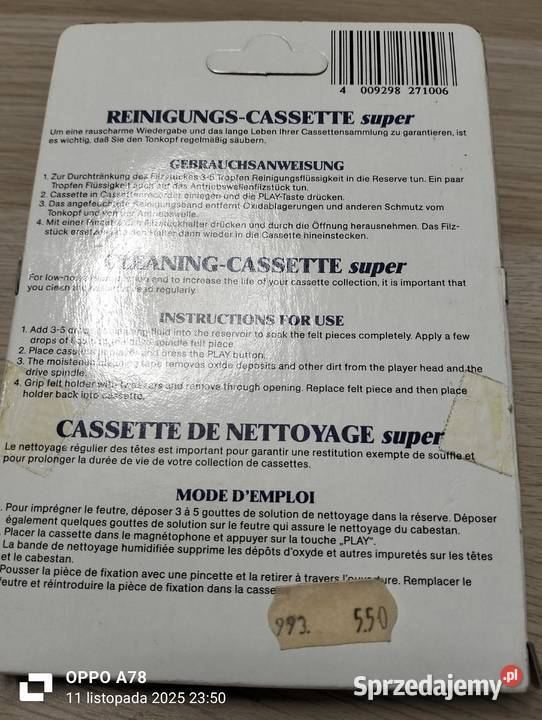 4 009298 271006
REINIGUNGS-CASSETTE super
Um eine rauscharme Wiedergabe und das lange Leben Ihrer Cassettensammlung zu garantieren, ist
es wichtig, daß Sie den Tonkopf regelmäßig säubern.
GEBRAUCHSANWEISUNG
1. Zur Durchtränkung des Filzstückes 3-5 Tropfen Reinigungsflüssigkeit in die Reserve tun. Ein paar
Tropfen Flüssigkeit auch auf das Antriebswellenfilzstück tun.
2. Cassette in Cassettenrecorder einlegen und die PLAY-Taste drücken.
3. Das angefeuchtete Reinigungsband entfernt Oxidablagerungen und anderen Schmutz vom
Tonkopf und von der Antriebswelle.
4. Mit einer Pinzette den Filzstückhalter drücken und durch die Öffnung herausnehmen. Das Filz-
stück ersetzen und den Halter dann wieder in die Cassette hineinstecken.
CLEANING-CASSETTE super
For low-noise and to increase the life of your cassette collection, it is important that
you clean the head regularly.
INSTRUCTIONS FOR USE
1. Add 3-5 drops cleaning fluid into the reservoir to soak the felt pieces completely. Apply a few
drops of spindle felt piece.
2. Place cassette and press the PLAY button.
3. The moistened tape removes oxide deposits and other dirt from the player head and the
drive spindle.
4. Grip felt holder with tweezers and remove through opening. Replace felt piece and then place
holder back into cassette.
CASSETTE DE NETTOYAGE super
Le nettoyage régulier des têtes est important pour garantir une restitution exempte de souffle et
pour prolonger la durée de vie de votre collection de cassettes.
MODE D'EMPLOI
. Pour imprégner le feutre, déposer 3 à 5 gouttes de solution de nettoyage dans la réserve. Déposer
également quelques gouttes de solution sur le feutre qui assure le nettoyage du cabestan.
. Placer la cassette dans le magnétophone et appuyer sur la touche „PLAY".
. La bande de nettoyage humidifiée supprime les dépôts d'oxyde et autres impuretés sur les têtes
et le cabestan.
Pousser la pièce de fixation avec une pincette et la retirer à travers l'ouverture. Remplacer le
feutre et réintroduire la pièce de fixation dans la casse
993. 550
OPPO A78
11 listopada 2025 23:50
Sprzedajemy.pl